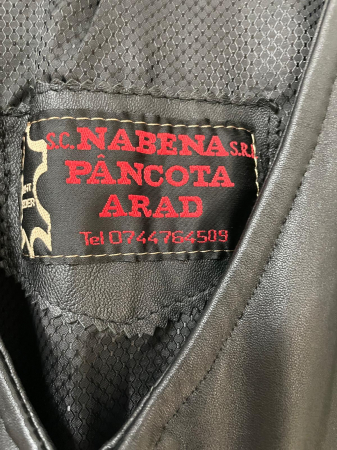 S.C. NABENA S.R.L
PÂNCOTA
ARAD
Tel 0744764509